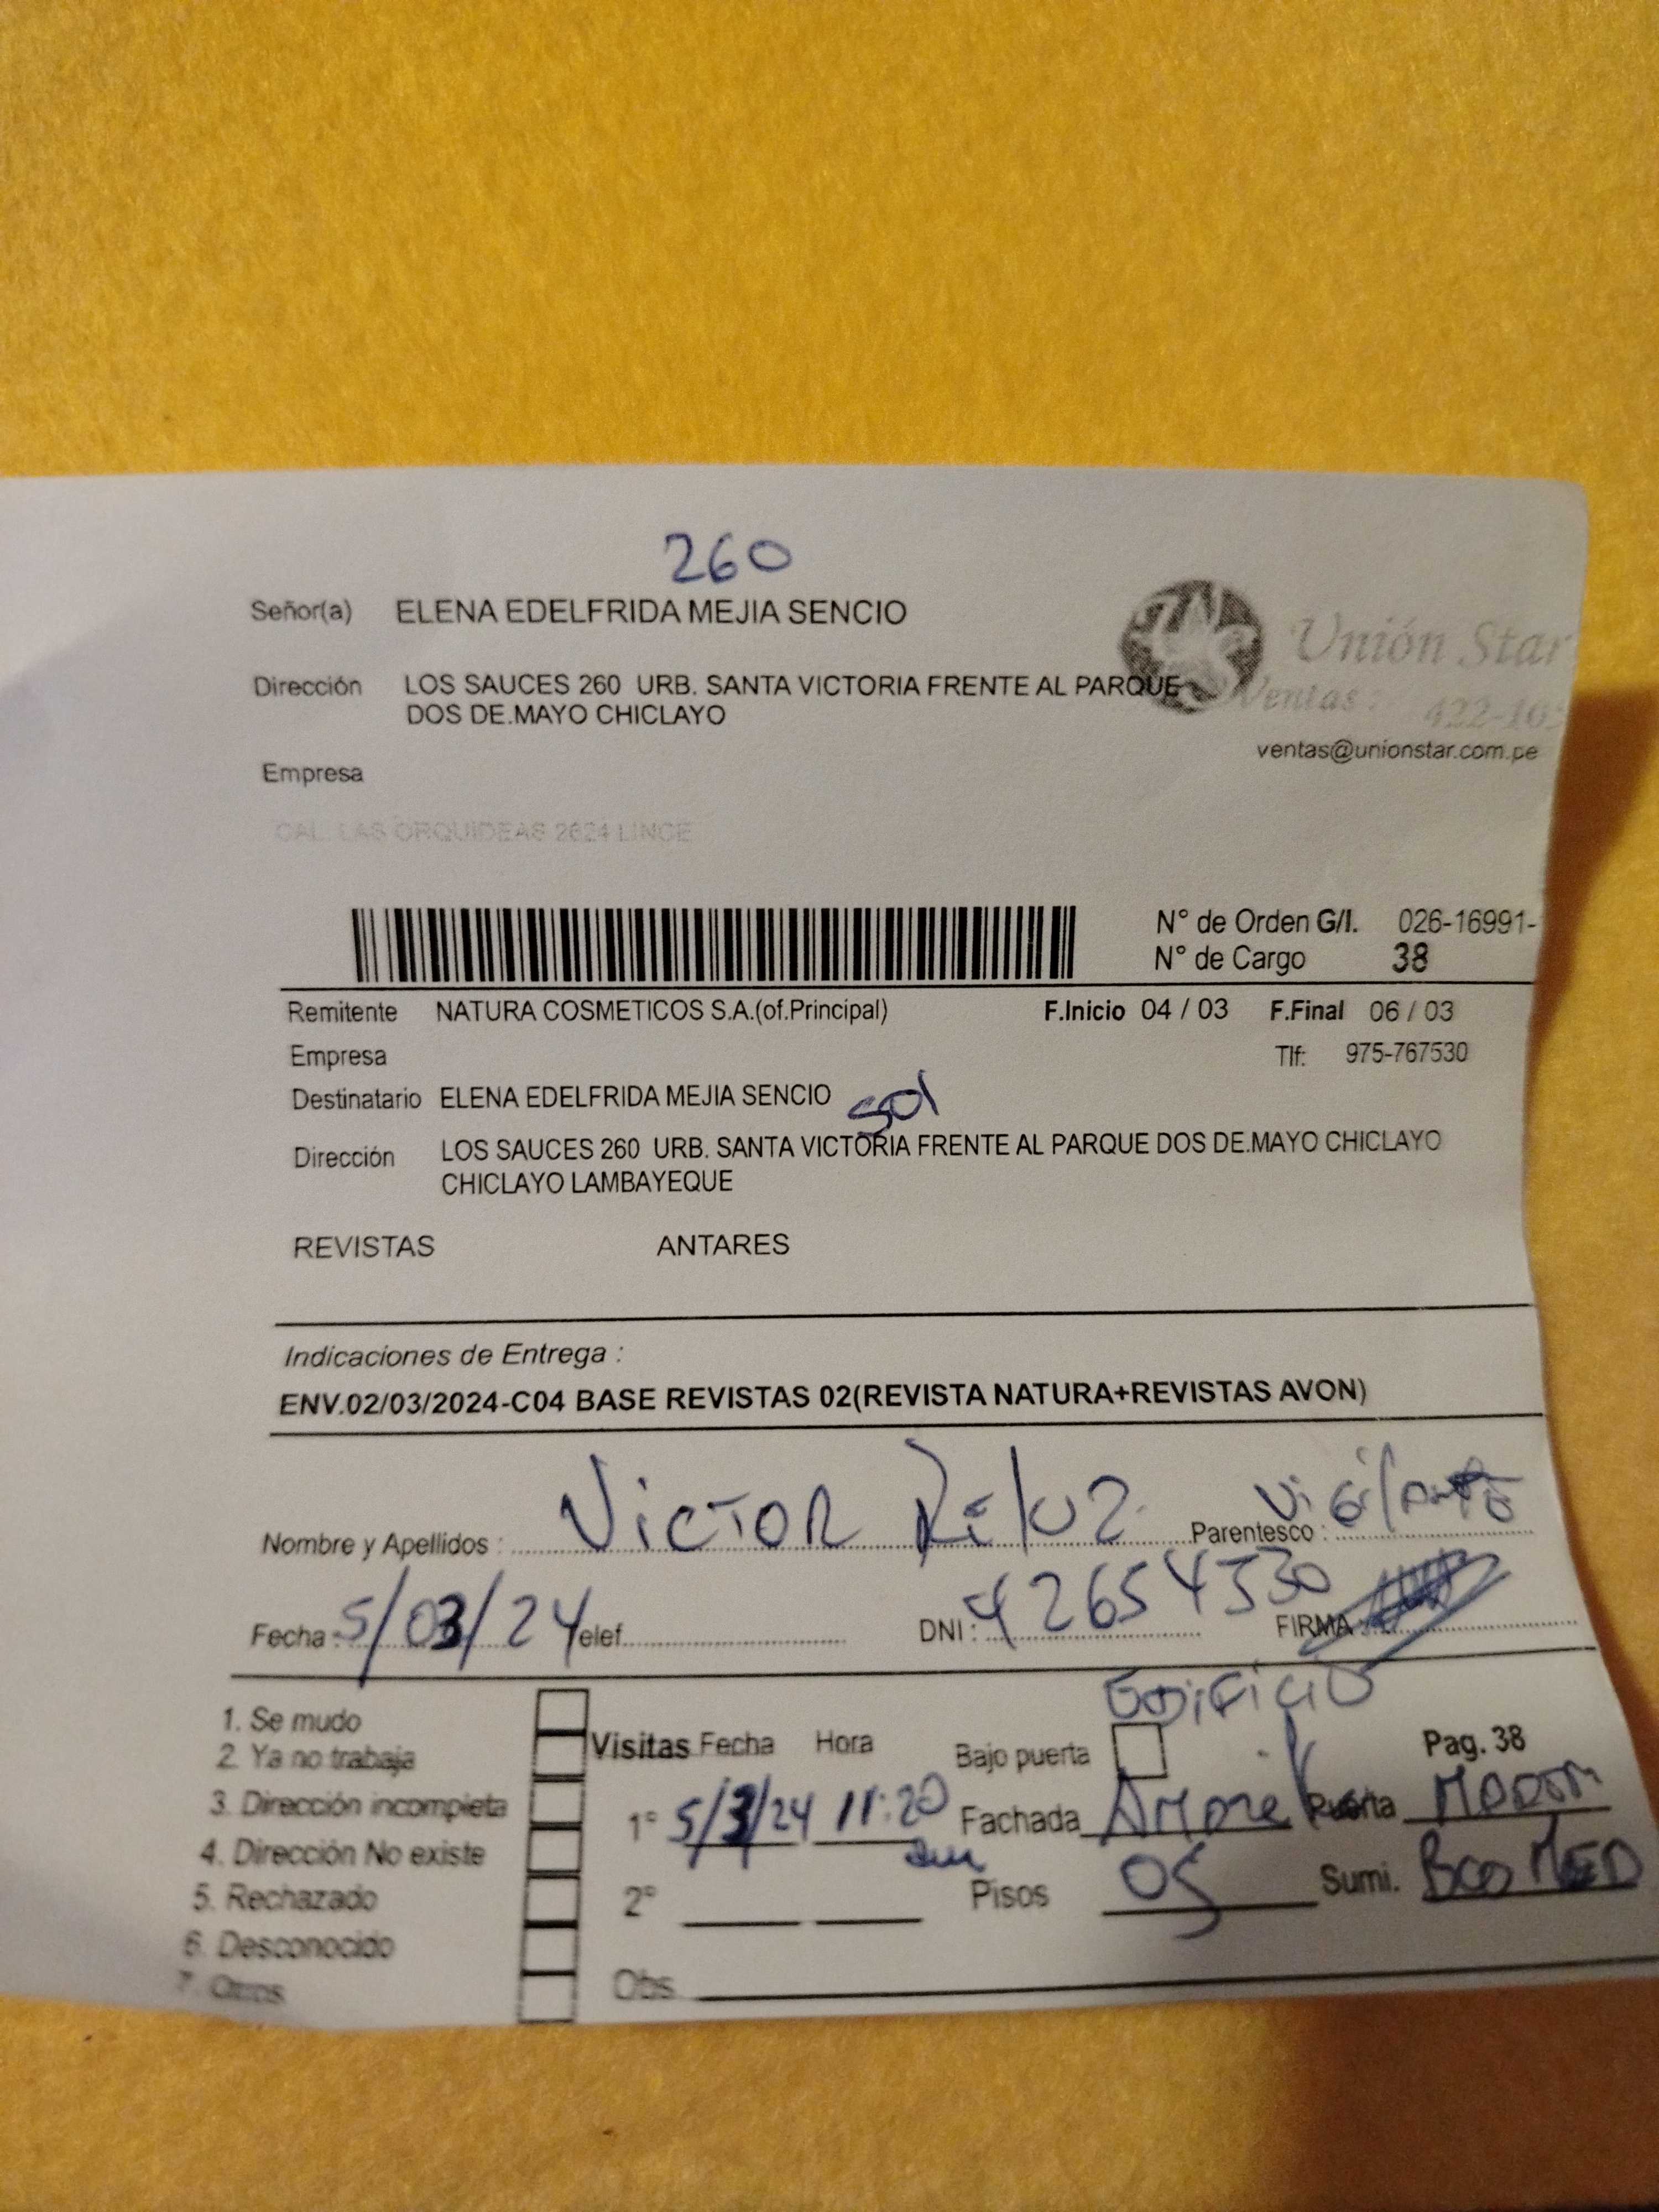 260
Señor(a) ELENA EDELFRIDA MEJIA SENCIO
Unión Star
Dirección LOS SAUCES 260 URB. SANTA VICTORIA FRENTE AL PARQUE
DOS DE.MAYO CHICLAYO
Ventas: 422-10
ventas@unionstar.com.pe
Empresa
CAL. LAS ORQUIDEAS 2624 LINCE
N° de Orden G/I. 026-16991-
N° de Cargo 38
Remitente NATURA COSMETICOS S.A.(of.Principal) F.Inicio 04 / 03 F.Final 06 / 03
Empresa Tlf: 975-767530
Destinatario ELENA EDELFRIDA MEJIA SENCIO
Dirección LOS SAUCES 260 URB. SANTA VICTORIA FRENTE AL PARQUE DOS DE.MAYO CHICLAYO
CHICLAYO LAMBAYEQUE
REVISTAS ANTARES
Indicaciones de Entrega :
ENV.02/03/2024-C04 BASE REVISTAS 02(REVISTA NATURA+REVISTAS AVON)
Nombre y Apellidos : VICTOR Parentesco : Vigilante
Fecha: 5/03/24 Telef. DNI: FIRMA:
EDIFICIO
1. Se mudo
2. Ya no trabaja
3. Dirección incompleta
4. Dirección No existe
5. Rechazado
6. Desconocido
7. Otros
Visitas Fecha Hora Bajo puerta Pag. 38
1° 5/3/24 11:20 Fachada Puerta
2° Pisos 05 Sumi.
Obs.